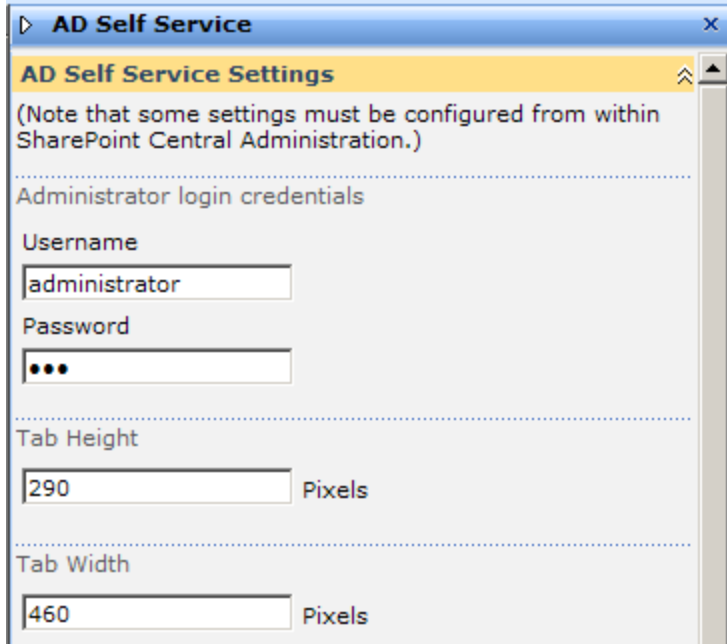 AD Self Service
AD Self Service Settings
(Note that some settings must be configured from within
SharePoint Central Administration.)
Administrator login credentials
Username
administrator
Password
•••
Tab Height
290 Pixels
Tab Width
460 Pixels